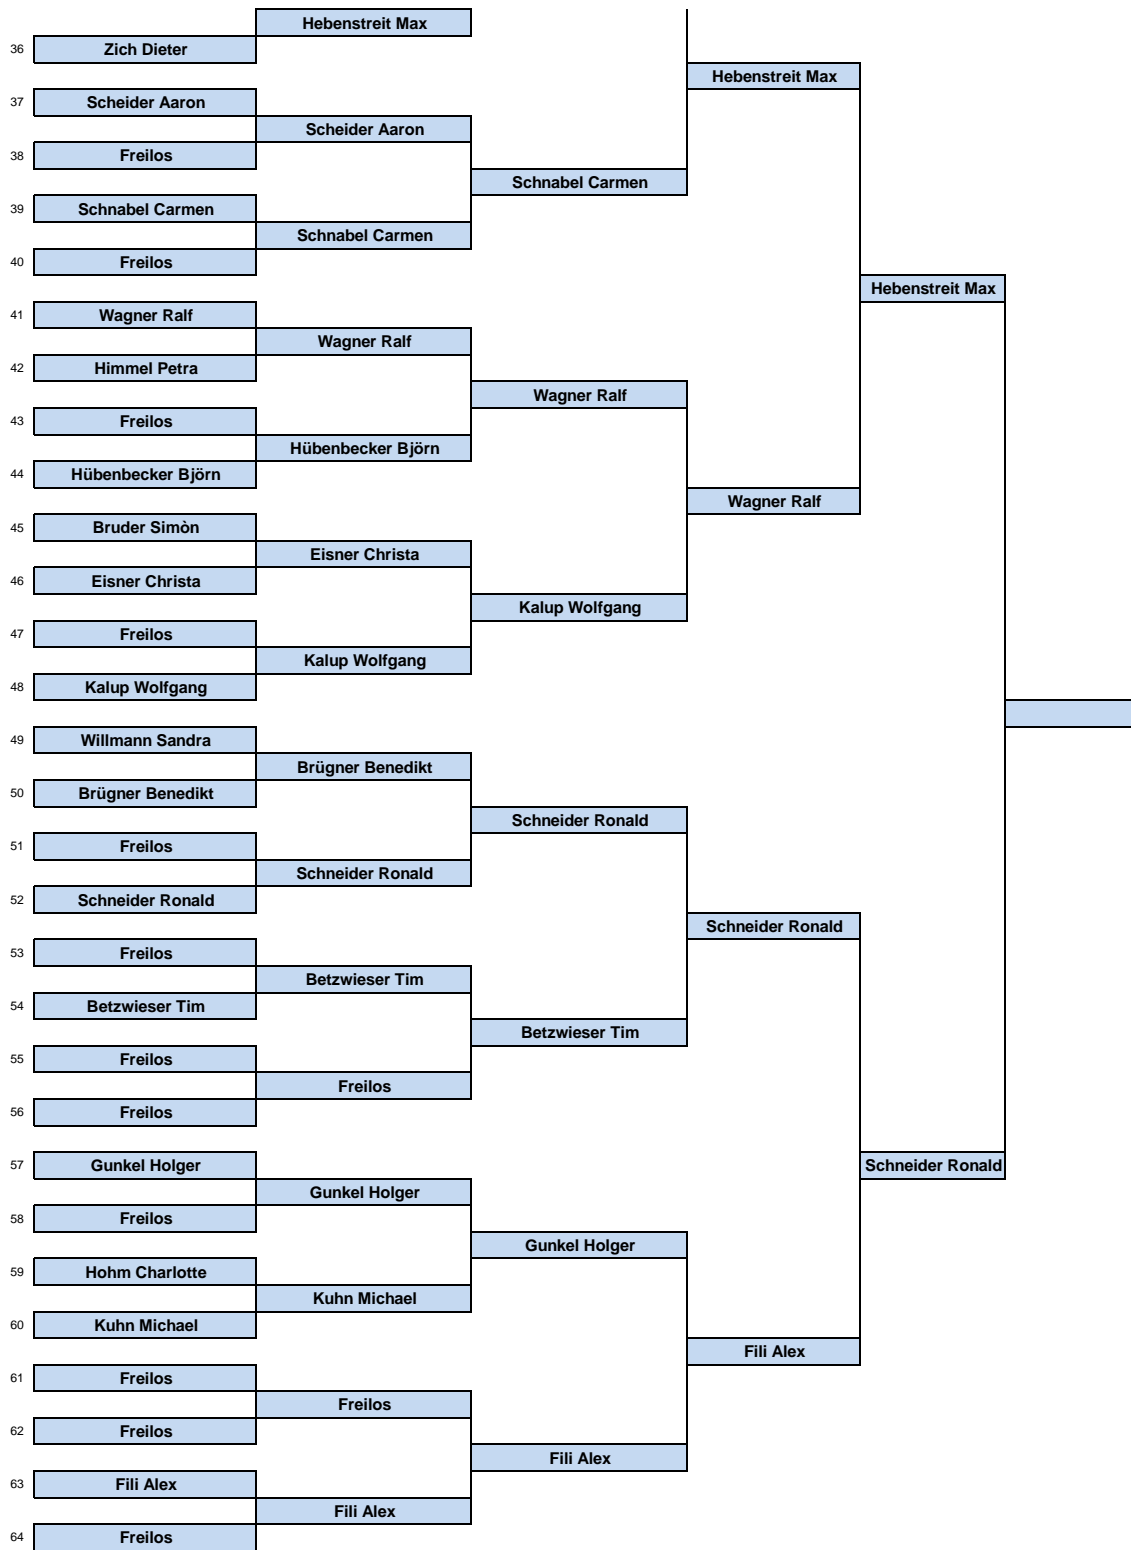 Hebenstreit Max
36 Zich Dieter
Hebenstreit Max
37 Scheider Aaron
Scheider Aaron
38 Freilos
Schnabel Carmen
39 Schnabel Carmen
Schnabel Carmen
40 Freilos
Hebenstreit Max
41 Wagner Ralf
Wagner Ralf
42 Himmel Petra
Wagner Ralf
43 Freilos
Hübenbecker Björn
44 Hübenbecker Björn
Wagner Ralf
45 Bruder Simòn
Eisner Christa
46 Eisner Christa
Kalup Wolfgang
47 Freilos
Kalup Wolfgang
48 Kalup Wolfgang
49 Willmann Sandra
Brügner Benedikt
50 Brügner Benedikt
Schneider Ronald
51 Freilos
Schneider Ronald
52 Schneider Ronald
Schneider Ronald
53 Freilos
Betzwieser Tim
54 Betzwieser Tim
Betzwieser Tim
55 Freilos
Freilos
56 Freilos
57 Gunkel Holger
Schneider Ronald
Gunkel Holger
58 Freilos
Gunkel Holger
59 Hohm Charlotte
Kuhn Michael
60 Kuhn Michael
Fili Alex
61 Freilos
Freilos
62 Freilos
Fili Alex
63 Fili Alex
Fili Alex
64 Freilos